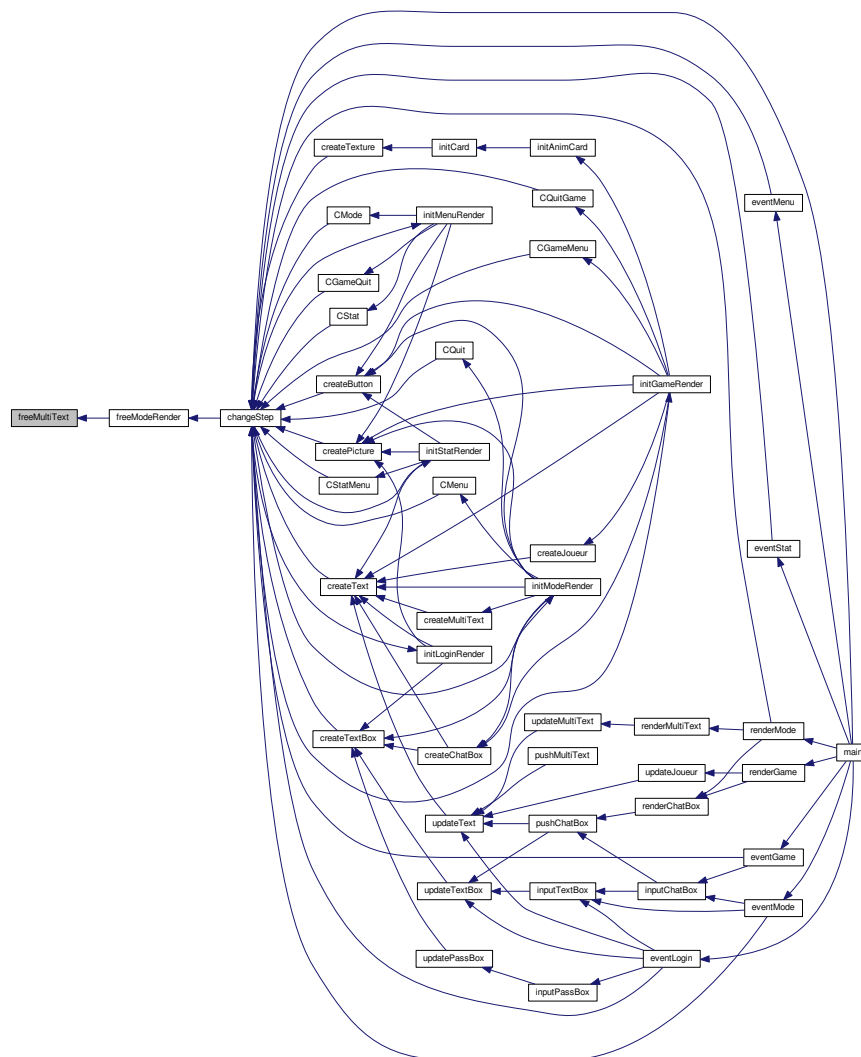 createTexture
initCard
initAnimCard
CQuitGame
eventMenu
CMode
initMenuRender
CGameMenu
CGameQuit
CStat
CQuit
createButton
initGameRender
freeMultiText
freeModeRender
changeStep
createPicture
initStatRender
CStatMenu
CMenu
eventStat
createJoueur
createText
initModeRender
createMultiText
initLoginRender
updateMultiText
renderMultiText
renderMode
createTextBox
createChatBox
pushMultiText
main
updateJoueur
renderGame
renderChatBox
updateText
pushChatBox
eventGame
updateTextBox
inputTextBox
inputChatBox
eventMode
updatePassBox
eventLogin
inputPassBox